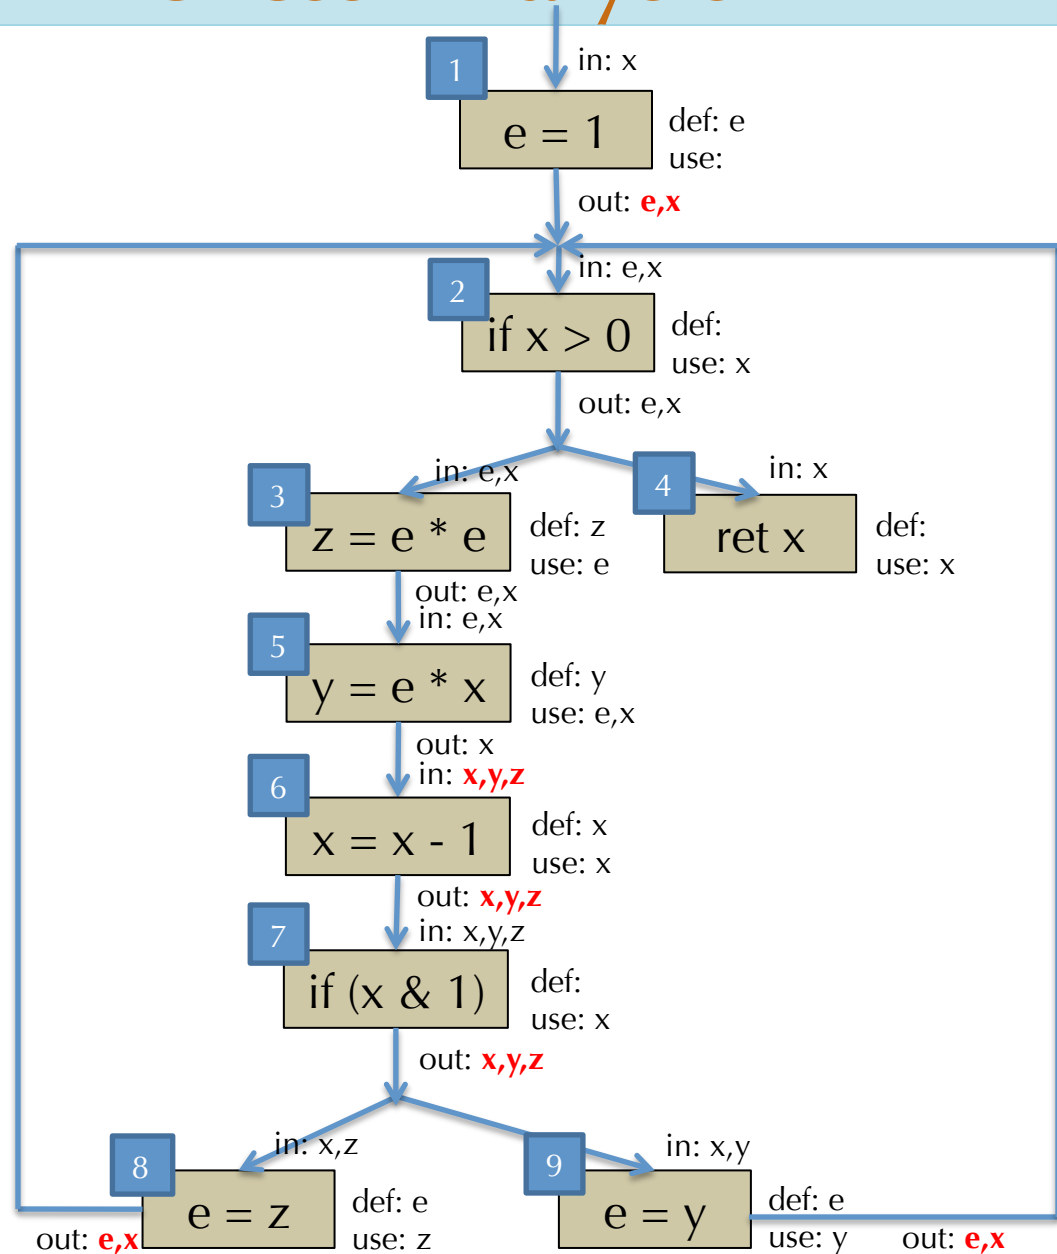 1
in: x
e = 1
def: e
use:
out: e,x
in: e,x
2
if x > 0
def:
use: x
out: e,x
in: e,x
3
z = e * e
def: z
use: e
out: e,x
in: x
4
ret x
def:
use: x
in: e,x
5
y = e * x
def: y
use: e,x
out: x
in: x,y,z
6
x = x - 1
def: x
use: x
out: x,y,z
in: x,y,z
7
if (x & 1)
def:
use: x
out: x,y,z
in: x,z
8
e = z
def: e
use: z
out: e,x
in: x,y
9
e = y
def: e
use: y
out: e,x